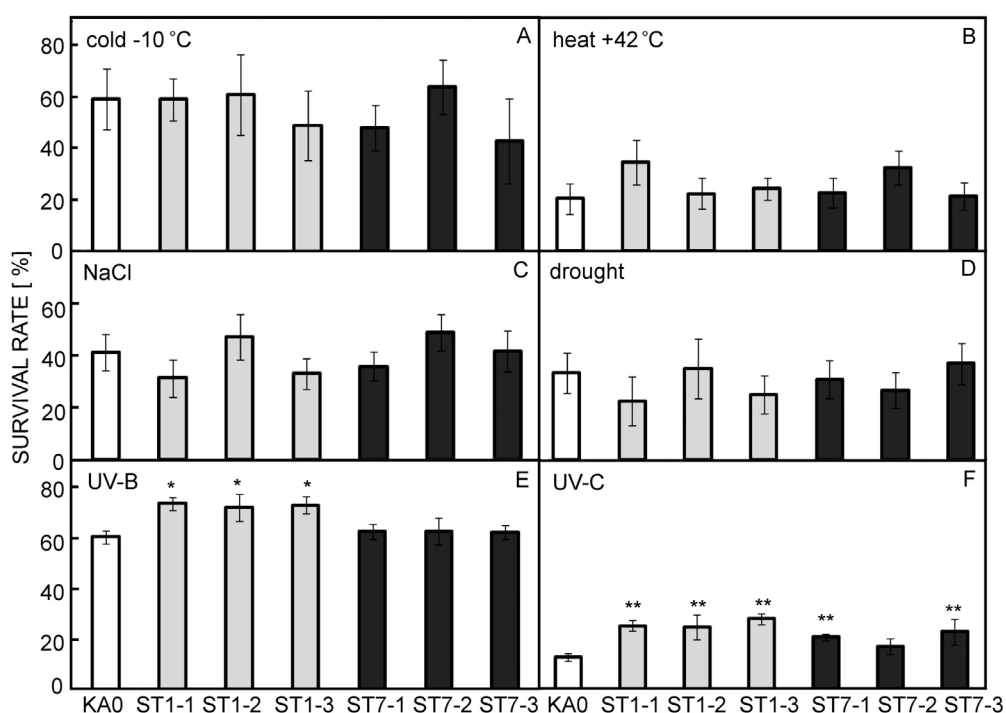 cold -10 °C
A
heat +42 °C
B
80
60
40
20
0
NaCl
C
drought
D
60
40
20
0
SURVIVAL RATE [ %]
UV-B
E
UV-C
F
* * *
80
60
40
20
0
** ** ** ** **
KA0 ST1-1 ST1-2 ST1-3 ST7-1 ST7-2 ST7-3 KA0 ST1-1 ST1-2 ST1-3 ST7-1 ST7-2 ST7-3